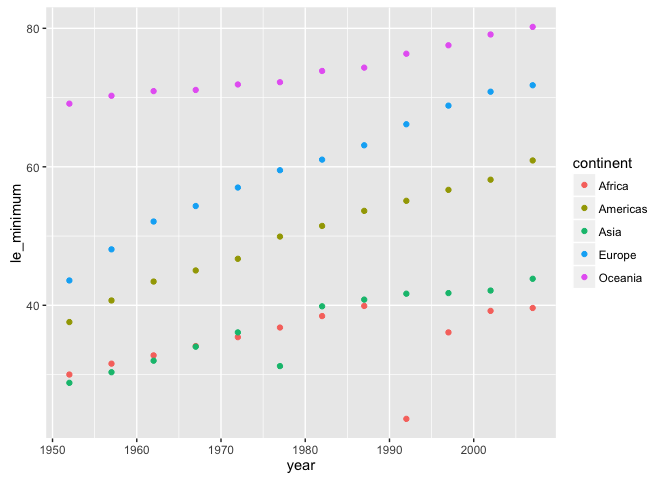 80
60
40
le_minimum
1950 1960 1970 1980 1990 2000
year
continent
Africa
Americas
Asia
Europe
Oceania